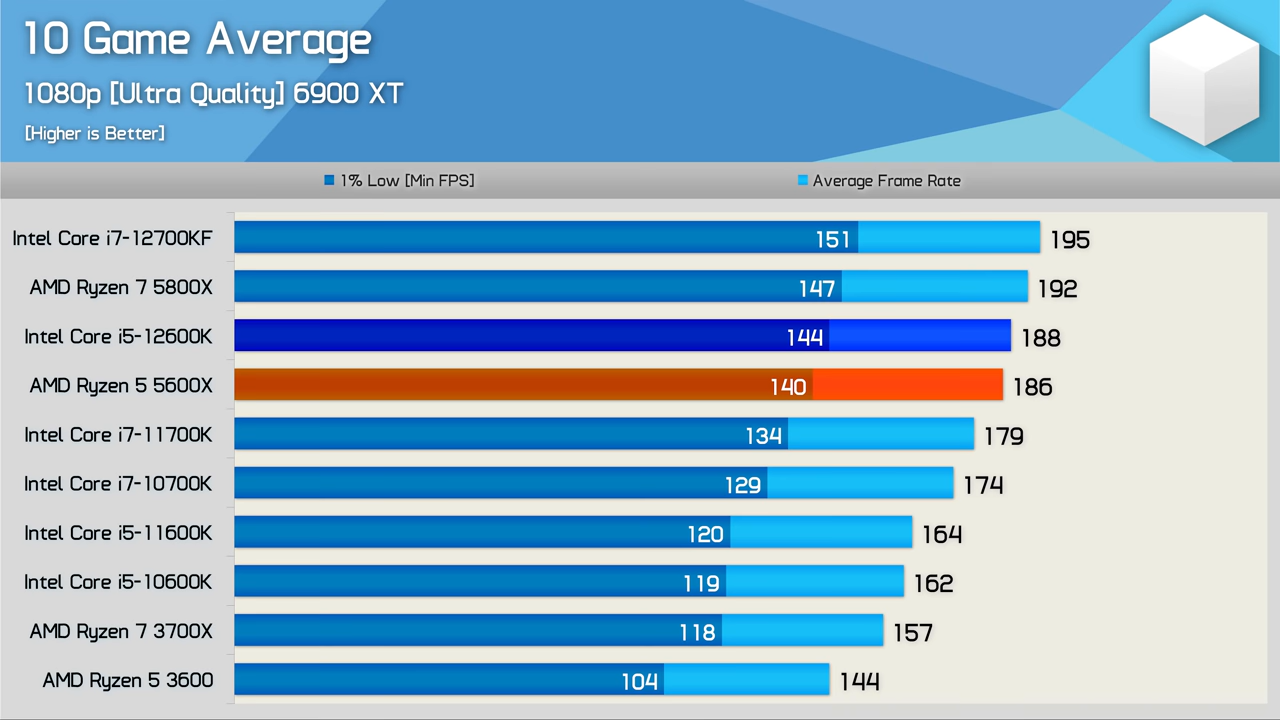 10 Game Average
1080p [Ultra Quality] 6900 XT
[Higher is Better]
1% Low [Min FPS] Average Frame Rate
Intel Core i7-12700KF 151 195
AMD Ryzen 7 5800X 147 192
Intel Core i5-12600K 144 188
AMD Ryzen 5 5600X 140 186
Intel Core i7-11700K 134 179
Intel Core i7-10700K 129 174
Intel Core i5-11600K 120 164
Intel Core i5-10600K 119 162
AMD Ryzen 7 3700X 118 157
AMD Ryzen 5 3600 104 144